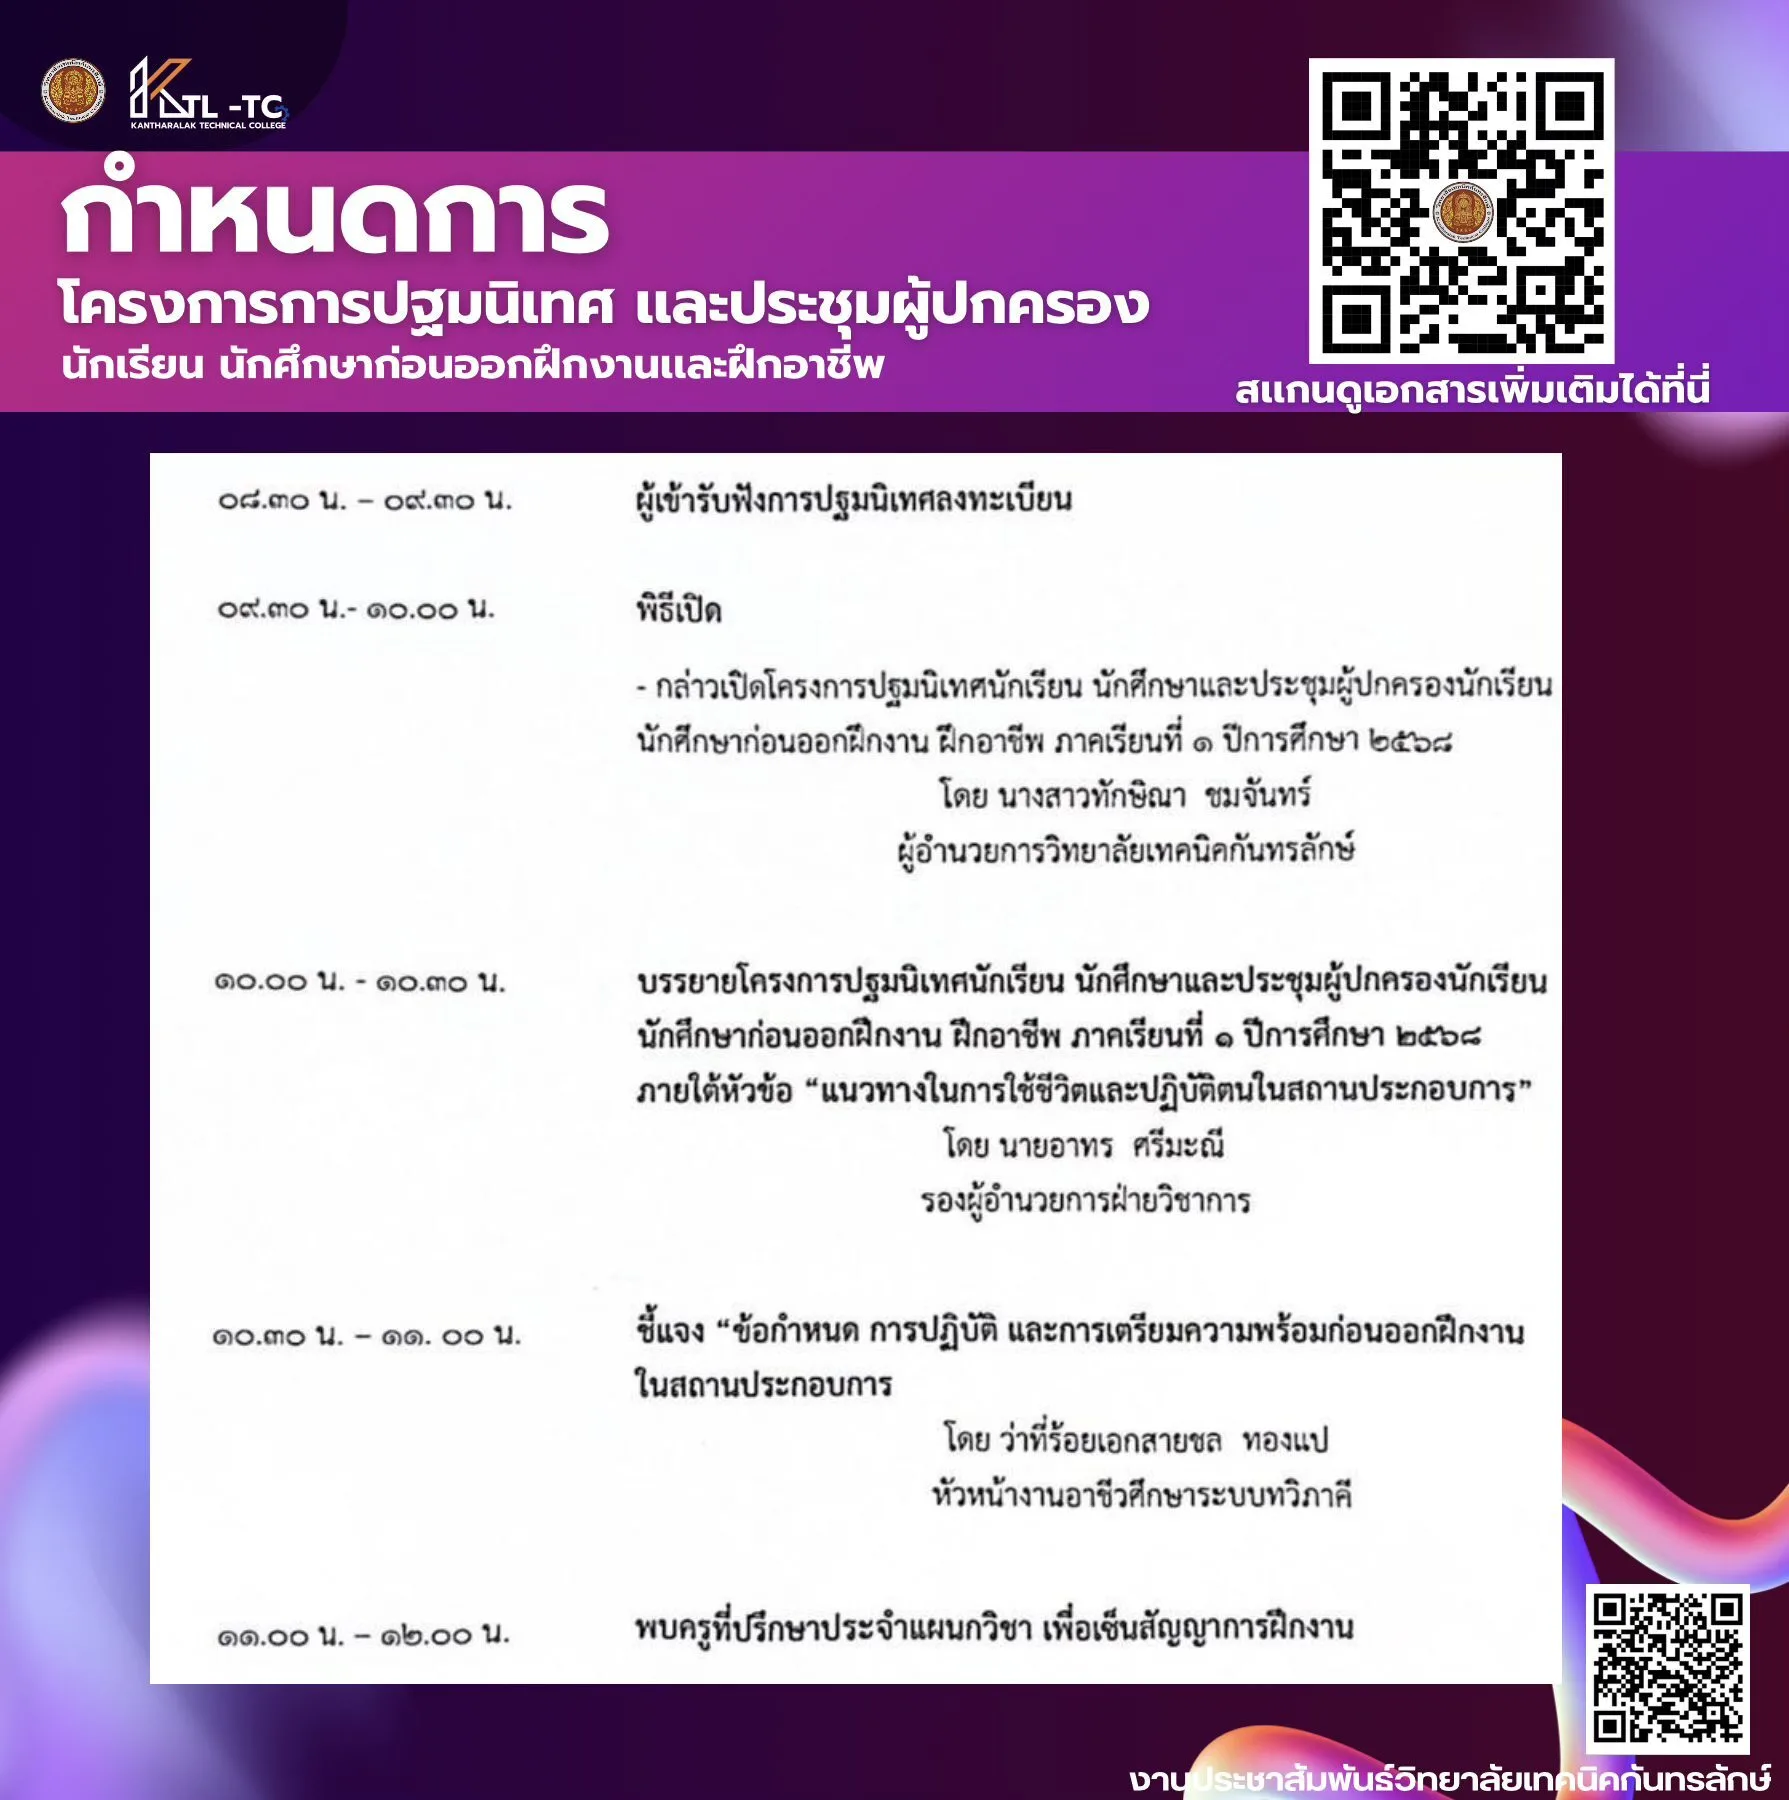 KTL -TC
KANTHARALAK TECHNICAL COLLEGE
กำหนดการ
โครงการการปฐมนิเทศ และประชุมผู้ปกครอง
นักเรียน นักศึกษาก่อนออกฝึกงานและฝึกอาชีพ
สแกนดูเอกสารเพิ่มเติมได้ที่นี่
๐๘.๓๐ น. – ๐๙.๓๐ น. ผู้เข้ารับฟังการปฐมนิเทศลงทะเบียน
๐๙.๓๐ น.- ๑๐.๐๐ น. พิธีเปิด
- กล่าวเปิดโครงการปฐมนิเทศนักเรียน นักศึกษาและประชุมผู้ปกครองนักเรียน
นักศึกษาก่อนออกฝึกงาน ฝึกอาชีพ ภาคเรียนที่ ๑ ปีการศึกษา ๒๕๖๘
โดย นางสาวทักษิณา ชมจันทร์
ผู้อำนวยการวิทยาลัยเทคนิคกันทรลักษ์
๑๐.๐๐ น. - ๑๐.๓๐ น. บรรยายโครงการปฐมนิเทศนักเรียน นักศึกษาและประชุมผู้ปกครองนักเรียน
นักศึกษาก่อนออกฝึกงาน ฝึกอาชีพ ภาคเรียนที่ ๑ ปีการศึกษา ๒๕๖๘
ภายใต้หัวข้อ “แนวทางในการใช้ชีวิตและปฏิบัติตนในสถานประกอบการ”
โดย นายอาทร ศรีมะณี
รองผู้อำนวยการฝ่ายวิชาการ
๑๐.๓๐ น. – ๑๑. ๐๐ น. ชี้แจง “ข้อกำหนด การปฏิบัติ และการเตรียมความพร้อมก่อนออกฝึกงาน
ในสถานประกอบการ
โดย ว่าที่ร้อยเอกสายชล ทองแป
หัวหน้างานอาชีวศึกษาระบบทวิภาคี
๑๑.๐๐ น. – ๑๒.๐๐ น. พบครูที่ปรึกษาประจำแผนกวิชา เพื่อเซ็นสัญญาการฝึกงาน
งานประชาสัมพันธ์วิทยาลัยเทคนิคกันทรลักษ์